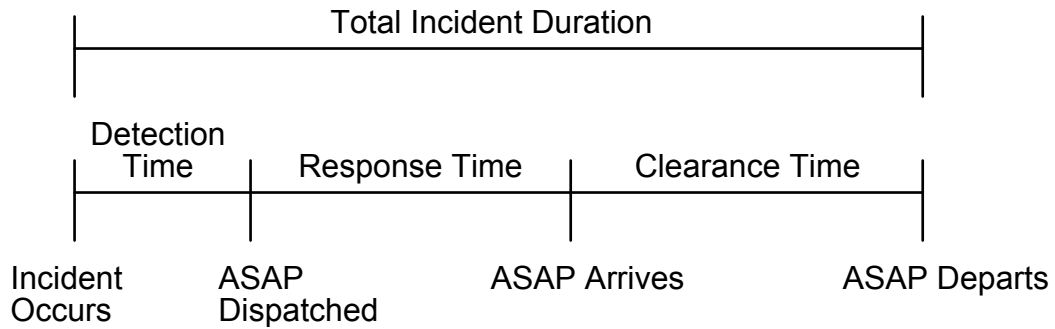 Total Incident Duration
Detection
Time
Response Time
Clearance Time
Incident
Occurs
ASAP
Dispatched
ASAP Arrives
ASAP Departs